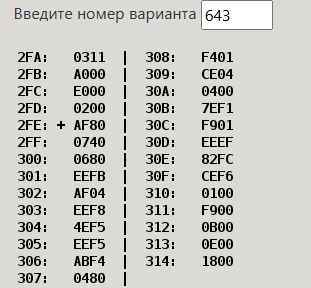 Введите номер варианта 643
2FA:   0311 | 308:   F401
2FB:   A000 | 309:   CE04
2FC:   E000 | 30A:   0400
2FD:   0200 | 30B:   7EF1
2FE: + AF80 | 30C:   F901
2FF:   0740 | 30D:   EEEF
300:   0680 | 30E:   82FC
301:   EEFB | 30F:   CEF6
302:   AF04 | 310:   0100
303:   EEF8 | 311:   F900
304:   4EF5 | 312:   0B00
305:   EEF5 | 313:   0E00
306:   ABF4 | 314:   1800
307:   0480 |